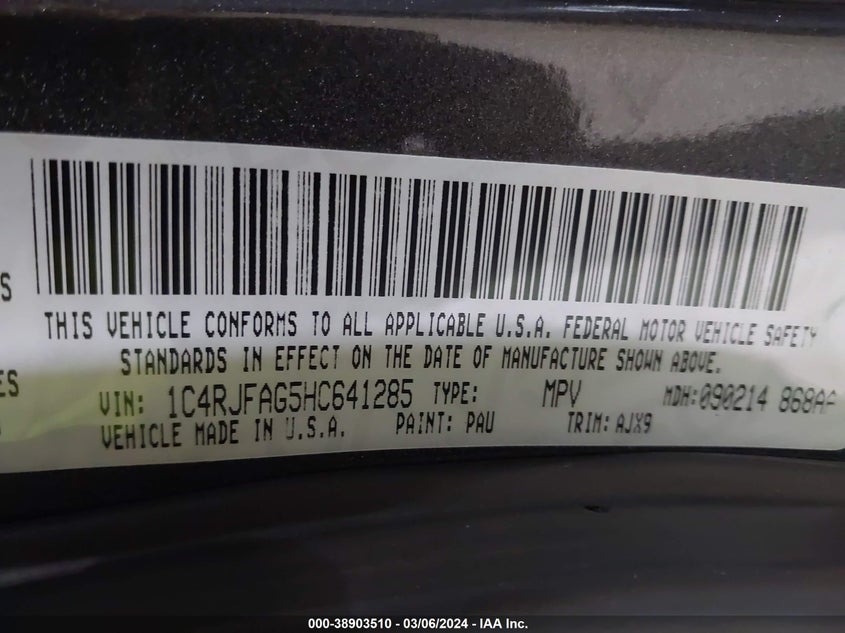 S
THIS VEHICLE CONFORMS TO ALL APPLICABLE U.S.A. FEDERAL MOTOR VEHICLE SAFETY
STANDARDS IN EFFECT ON THE DATE OF MANUFACTURE SHOWN ABOVE.
ES
VIN: 1C4RJFAG5HC641285 TYPE: MPV MDH:090214 868AF
VEHICLE MADE IN U.S.A. PAINT: PAU TRIM: AJX9
000-38903510 - 03/06/2024 - IAA Inc.